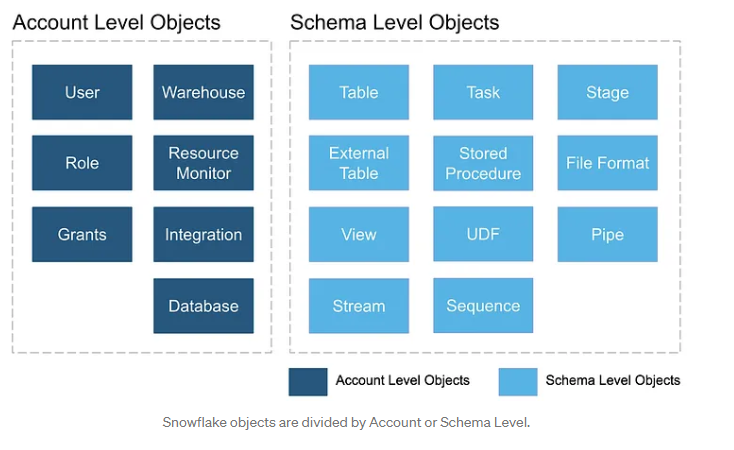 Account Level Objects
User
Warehouse
Role
Resource
Monitor
Grants
Integration
Database
Schema Level Objects
Table
Task
Stage
External
Table
Stored
Procedure
File Format
View
UDF
Pipe
Stream
Sequence
Account Level Objects
Schema Level Objects
Snowflake objects are divided by Account or Schema Level.